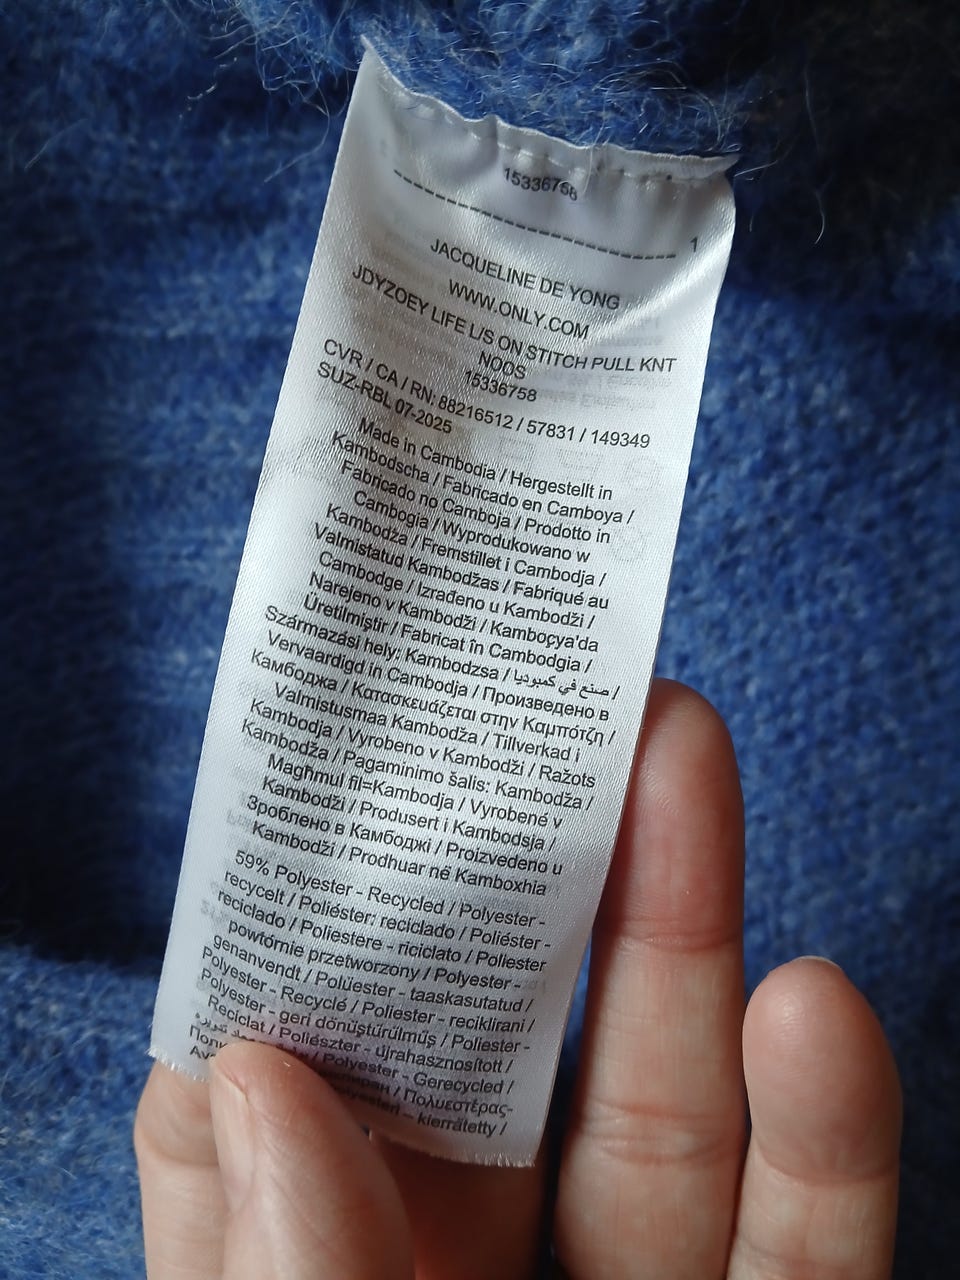 15336758
1
JACQUELINE DE YONG
WWW.ONLY.COM
JDYZOEY LIFE L/S ON STITCH PULL KNT
NOOS
15336758
CVR / CA / RN: 88216512 / 57831 / 149349
SUZ-RBL 07-2025
Made in Cambodia / Hergestellt in
Kambodscha / Fabricado en Camboya /
Fabricado no Camboja / Prodotto in
Cambogia / Wyprodukowano w
Kambodża / Fremstillet i Cambodja /
Valmistatud Kambodžas / Fabriqué au
Cambodge / Izrađeno u Kambodži /
Narejeno v Kambodži / Kamboçya'da
Üretilmiştir / Fabricat în Cambodgia /
Származási hely: Kambodzsa / صنع في كمبوديا /
Vervaardigd in Cambodja / Произведено в
Камбоджа / Κατασκευάζεται στην Καμπότζη /
Valmistusmaa Kambodža / Tillverkad i
Kambodja / Vyrobeno v Kambodži / Ražots
Kambodžā / Pagaminimo šalis: Kambodža /
Magħmul fil=Kambodja / Vyrobené v
Kambodži / Produsert i Kambodsja /
Зроблено в Камбоджі / Proizvedeno u
Kambodži / Prodhuar në Kamboxhia
59% Polyester - Recycled / Polyester -
recycelt / Poliéster: reciclado / Poliéster -
reciclado / Poliestere - riciclato / Poliester
powtórnie przetworzony / Polyester -
genanvendt / Polüester - taaskasutatud /
Polyester - Recyclé / Poliester - reciklirani /
Polyester - geri dönüştürülmüş / Poliester -
Reciclat / Poliészter - újrahasznosított /
/ Polyester - Gerecycled /
/ Πολυεστέρας-
– kierrätetty /